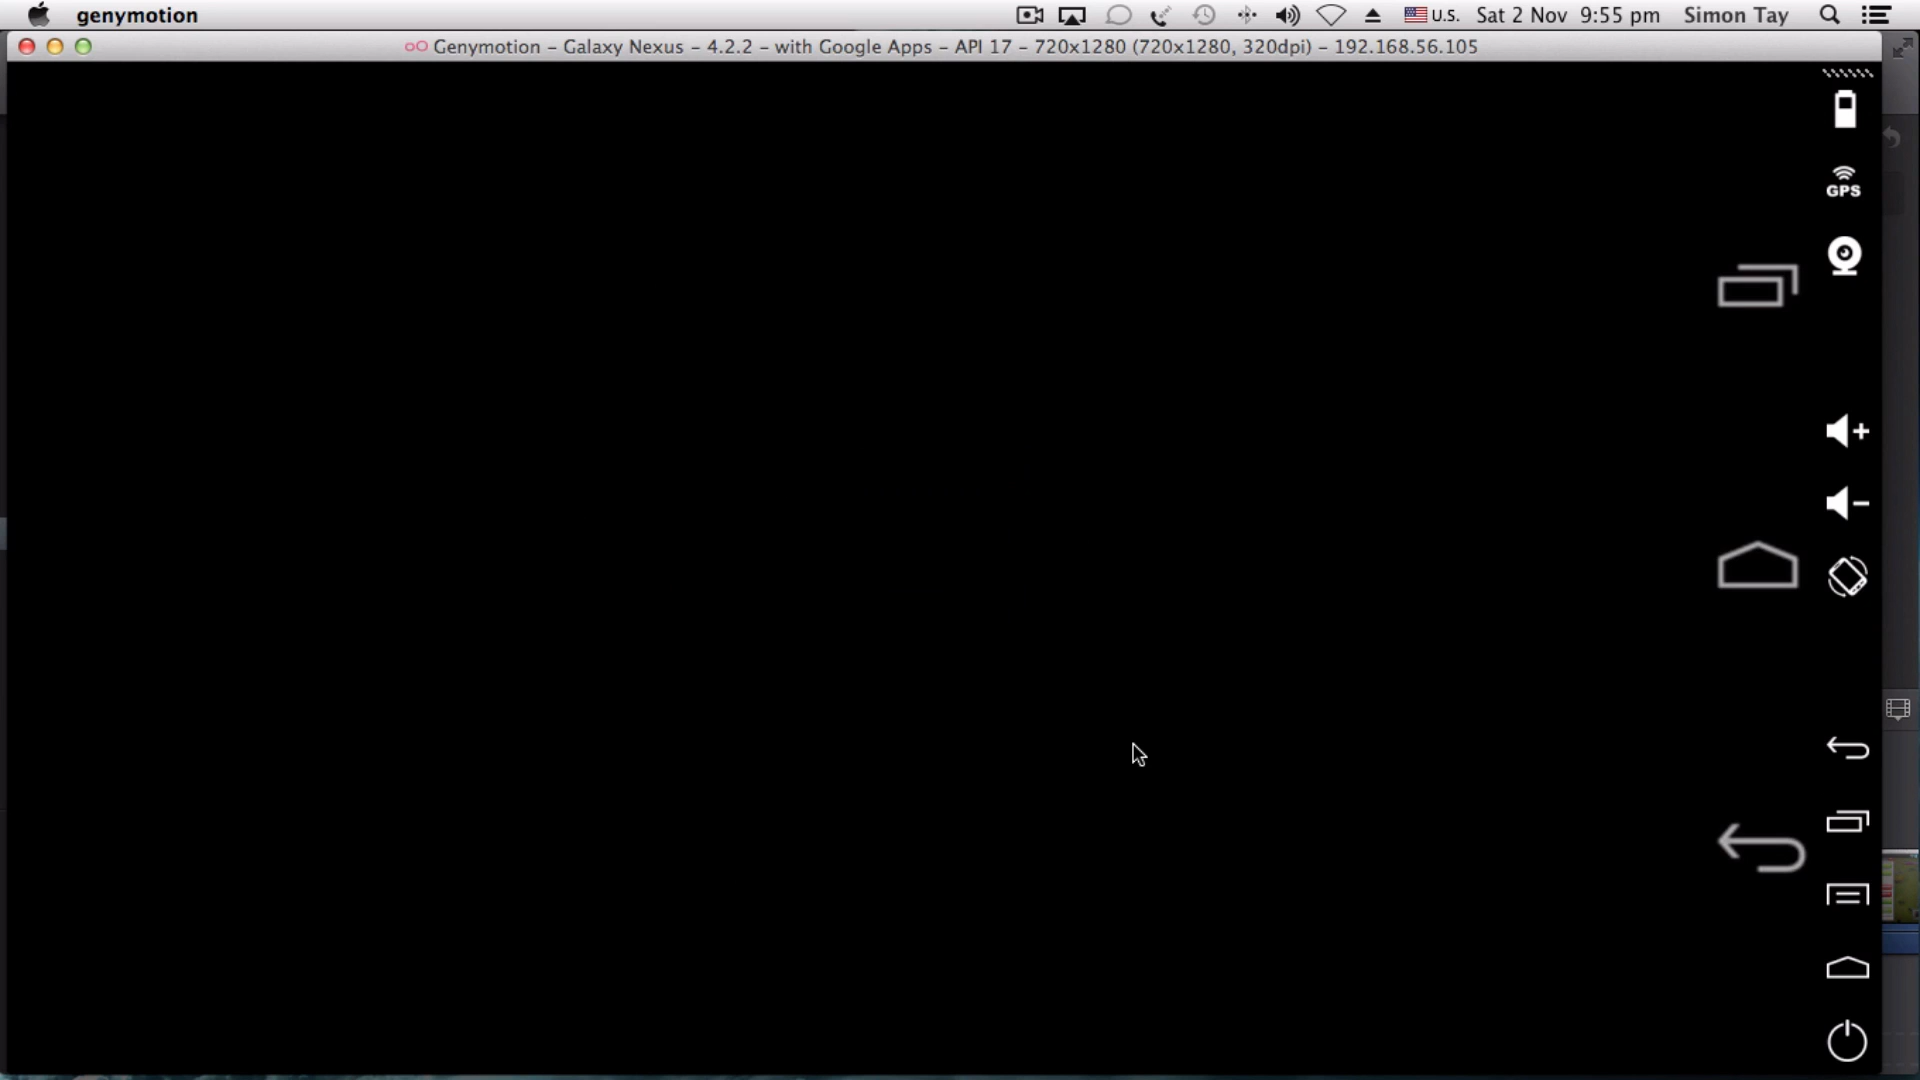 genymotion
U.S. Sat 2 Nov 9:55 pm Simon Tay
Genymotion – Galaxy Nexus – 4.2.2 – with Google Apps – API 17 – 720x1280 (720x1280, 320dpi) – 192.168.56.105
GPS